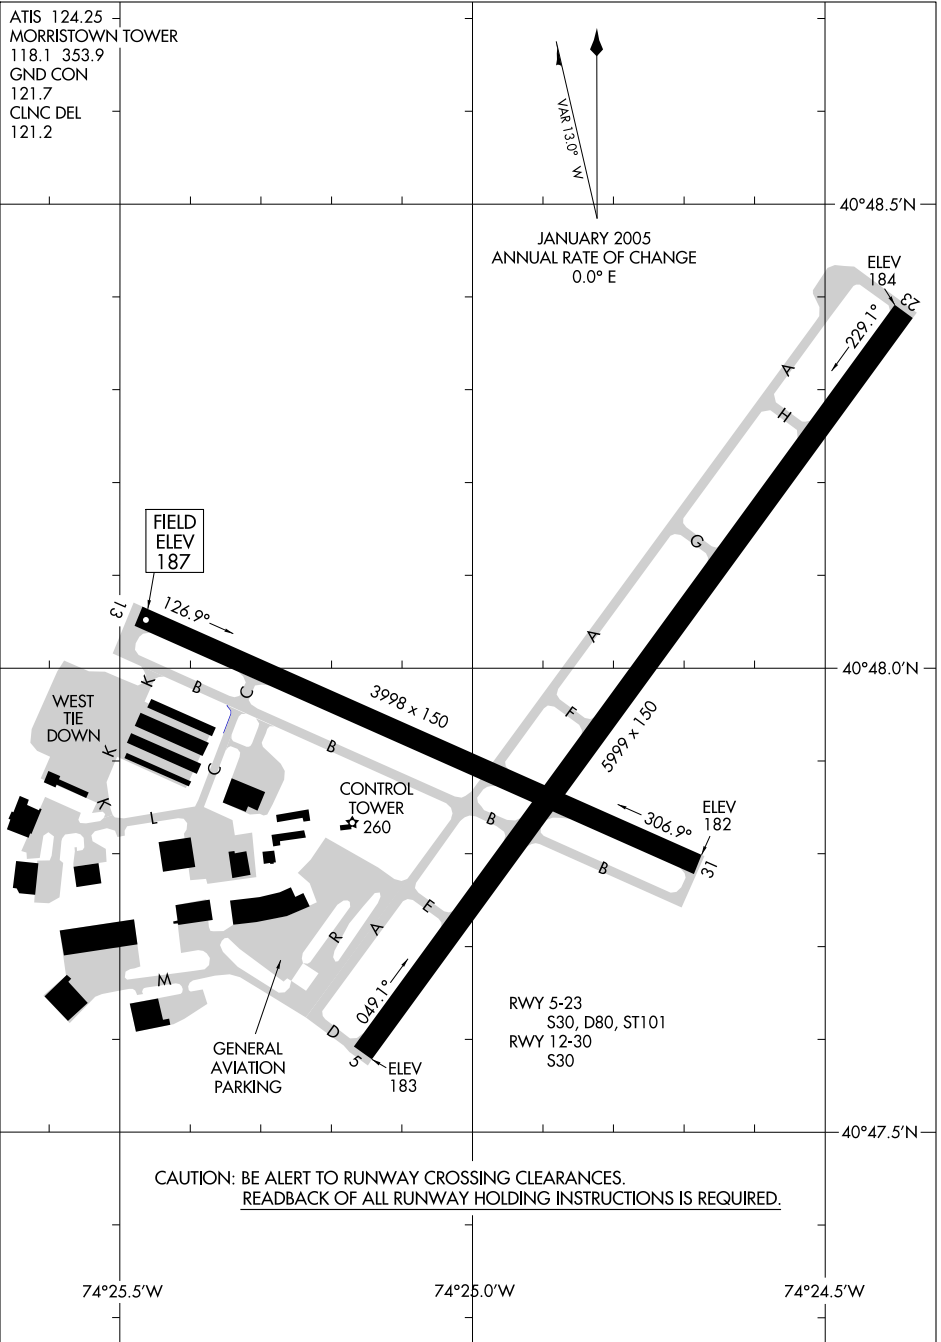 ATIS 124.25
MORRISTOWN TOWER
118.1 353.9
GND CON
121.7
CLNC DEL
121.2
VAR 13.0° W
40°48.5'N
JANUARY 2005
ANNUAL RATE OF CHANGE
0.0° E
ELEV
184
23
229.1°
A
H
G
FIELD
ELEV
187
13
126.9°
A
40°48.0'N
K
B
C
WEST
TIE
DOWN
3998 x 150
F
5999 x 150
K
B
C
CONTROL
TOWER
260
K
L
B
306.9°
ELEV
182
31
B
E
R
A
M
049.1°
D
5
GENERAL
AVIATION
PARKING
ELEV
183
RWY 5-23
S30, D80, ST101
RWY 12-30
S30
40°47.5'N
CAUTION: BE ALERT TO RUNWAY CROSSING CLEARANCES.
READBACK OF ALL RUNWAY HOLDING INSTRUCTIONS IS REQUIRED.
74°25.5'W
74°25.0'W
74°24.5'W